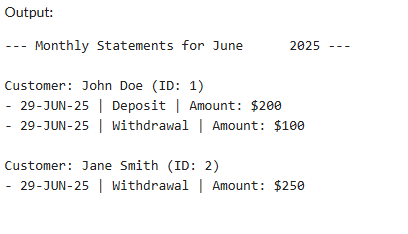 Output:
--- Monthly Statements for June      2025 ---
Customer: John Doe (ID: 1)
- 29-JUN-25 | Deposit | Amount: $200
- 29-JUN-25 | Withdrawal | Amount: $100
Customer: Jane Smith (ID: 2)
- 29-JUN-25 | Withdrawal | Amount: $250